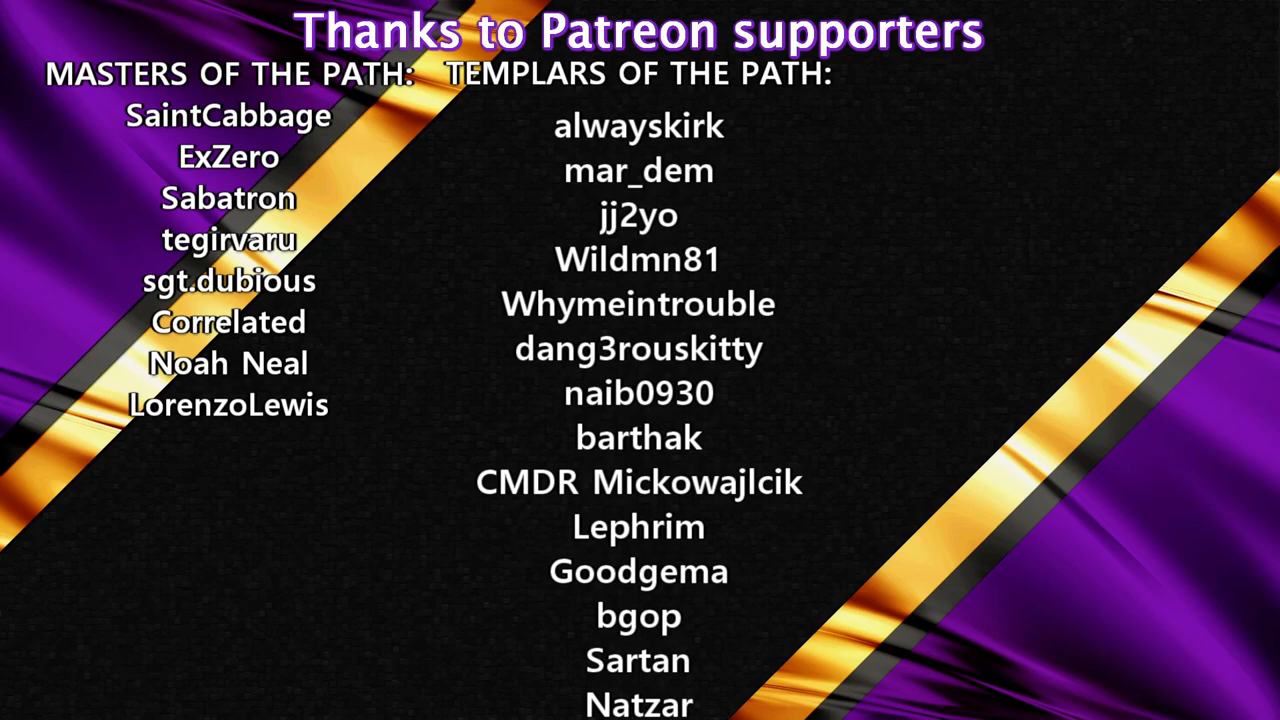 Thanks to Patreon supporters
MASTERS OF THE PATH:
SaintCabbage
ExZero
Sabatron
tegirvaru
sgt.dubious
Correlated
Noah Neal
LorenzoLewis
TEMPLARS OF THE PATH:
alwayskirk
mar_dem
jj2yo
Wildmn81
Whymeintrouble
dang3rouskitty
naib0930
barthak
CMDR Mickowajlcik
Lephrim
Goodgema
bgop
Sartan
Natzar